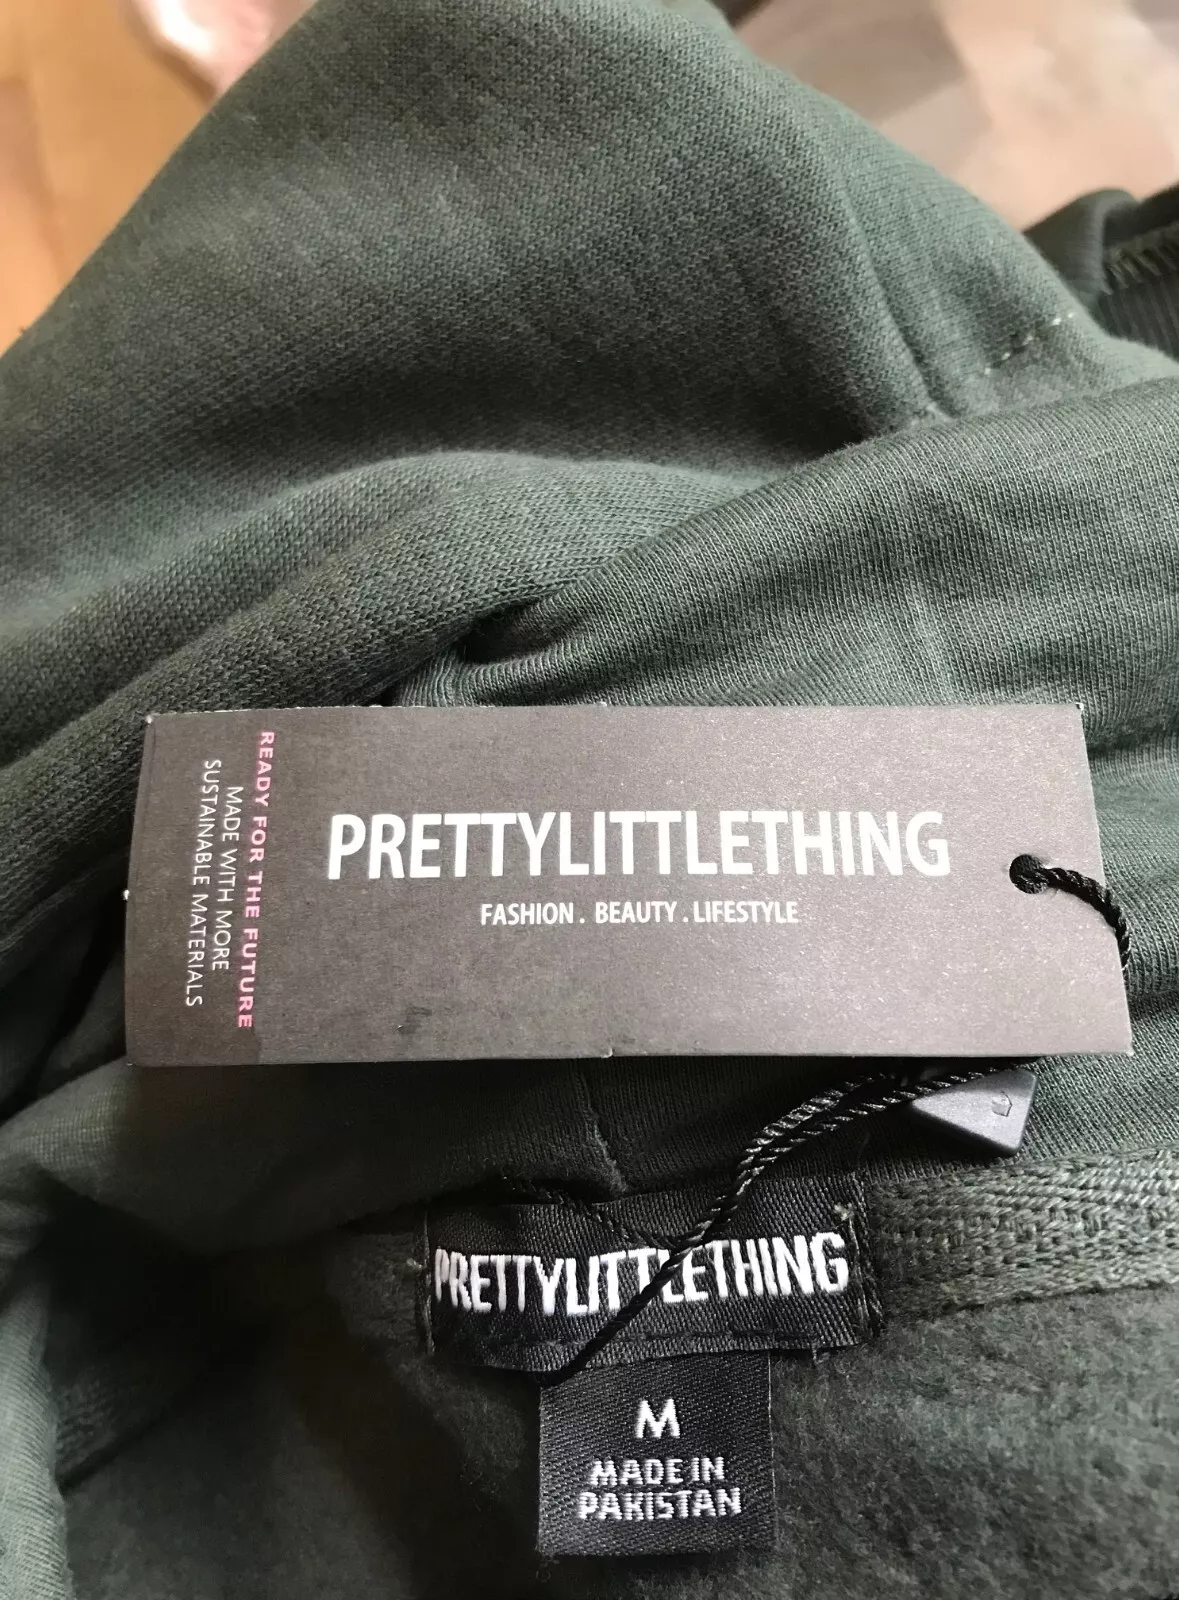 PRETTYLITTLETHING
FASHION . BEAUTY . LIFESTYLE
READY FOR THE FUTURE
MADE WITH MORE
SUSTAINABLE MATERIALS
PRETTYLITTLETHING
M
MADE IN
PAKISTAN